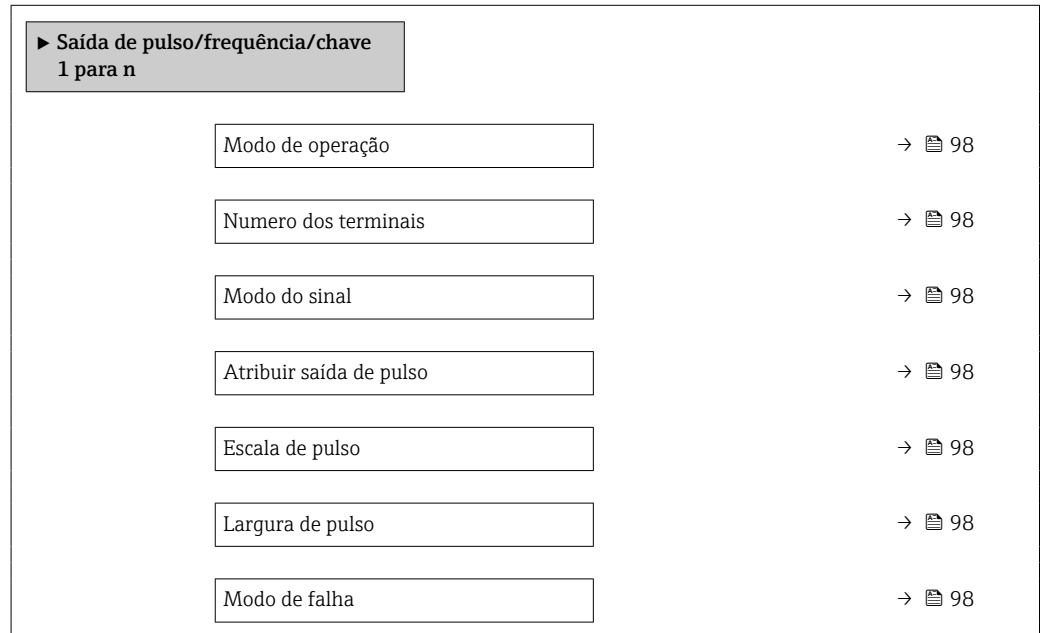 ▶ Saída de pulso/frequência/chave
1 para n
Modo de operação → 98
Numero dos terminais → 98
Modo do sinal → 98
Atribuir saída de pulso → 98
Escala de pulso → 98
Largura de pulso → 98
Modo de falha → 98